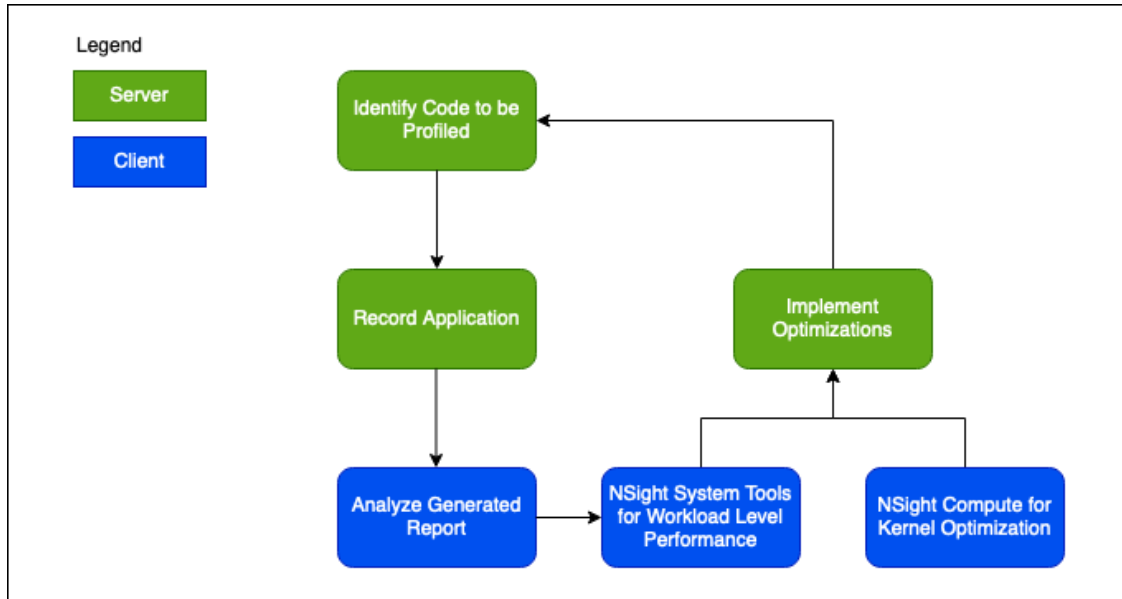 Legend
Server
Client
Identify Code to be
Profiled
Record Application
Implement
Optimizations
Analyze Generated
Report
NSight System Tools
for Workload Level
Performance
NSight Compute for
Kernel Optimization